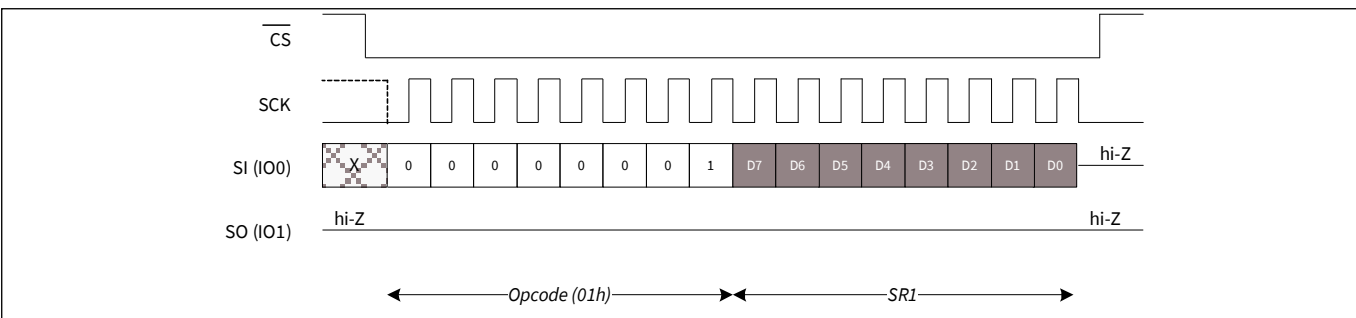 CS
SCK
SI (IO0) X 0 0 0 0 0 0 0 1 D7 D6 D5 D4 D3 D2 D1 D0 hi-Z
SO (IO1) hi-Z hi-Z
Opcode (01h) SR1